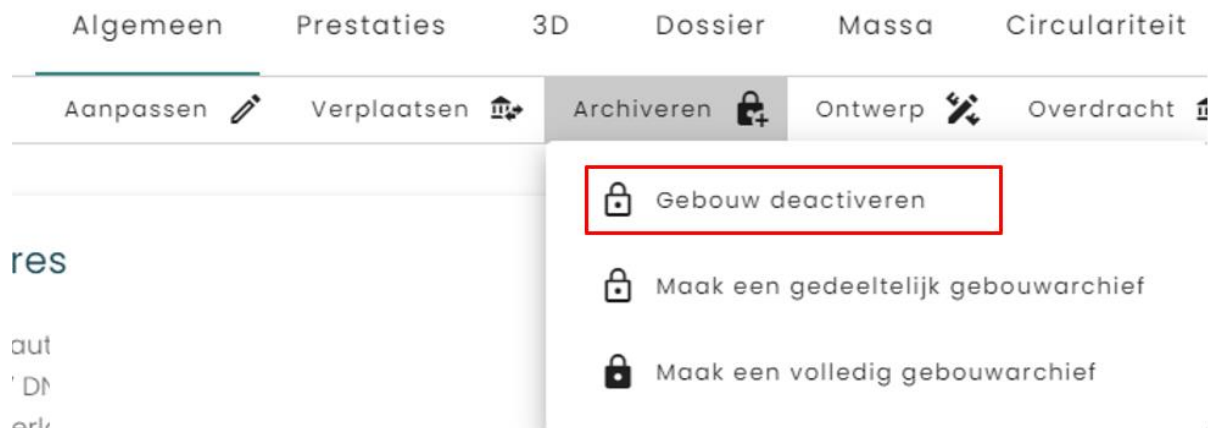 Algemeen Prestaties 3D Dossier Massa Circulariteit
Aanpassen Verplaatsen Archiveren Ontwerp Overdracht
Gebouw deactiveren
res
Maak een gedeeltelijk gebouwarchief
aut
Maak een volledig gebouwarchief